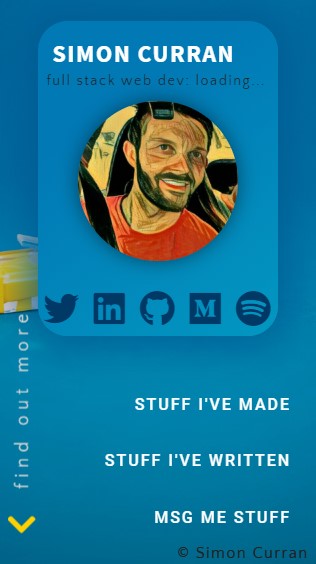 SIMON CURRAN
full stack web dev: loading...
find out more
STUFF I'VE MADE
STUFF I'VE WRITTEN
MSG ME STUFF
© Simon Curran